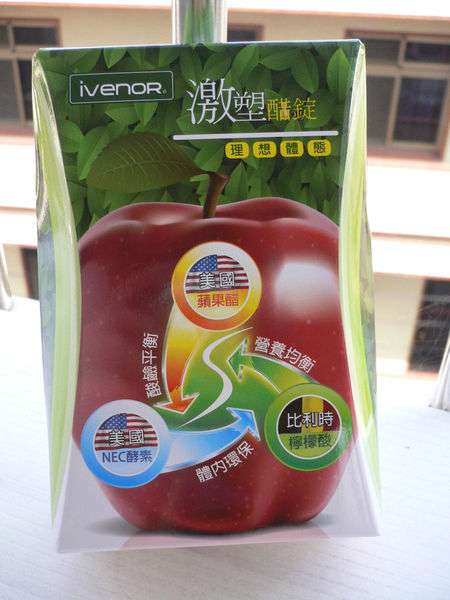 iVENOR®
激塑醋錠
理想體態
美國
蘋果醋
酸鹼平衡
營養均衡
美國
NEC酵素
比利時
檸檬酸
體內環保